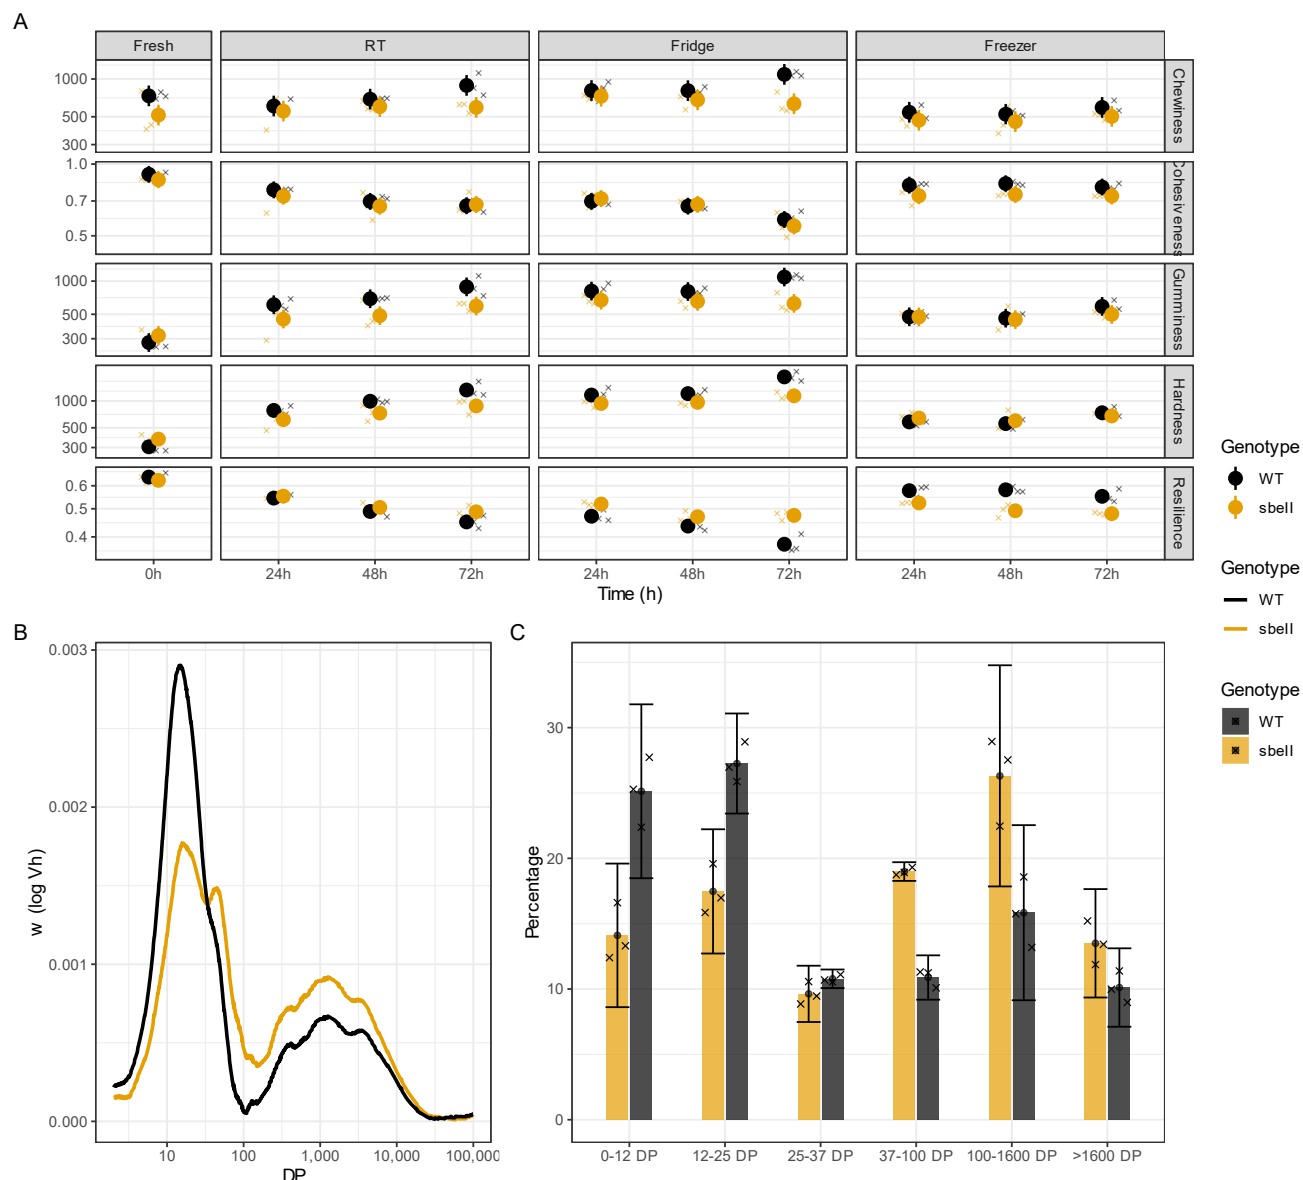 A
Fresh RT Fridge Freezer
1000
500
300
Chewiness
1.0
0.7
0.5
Cohesiveness
1000
500
300
Gumminess
1000
500
300
Hardness
0.6
0.5
0.4
Resilience
0h 24h 48h 72h 24h 48h 72h 24h 48h 72h
Time (h)
Genotype
WT
sbeII
Genotype
WT
sbeII
Genotype
WT
sbeII
B
0.003
0.002
0.001
0.000
w (log Vh)
10 100 1,000 10,000 100,000
DP
C
30
20
10
0
Percentage
0-12 DP 12-25 DP 25-37 DP 37-100 DP 100-1600 DP >1600 DP